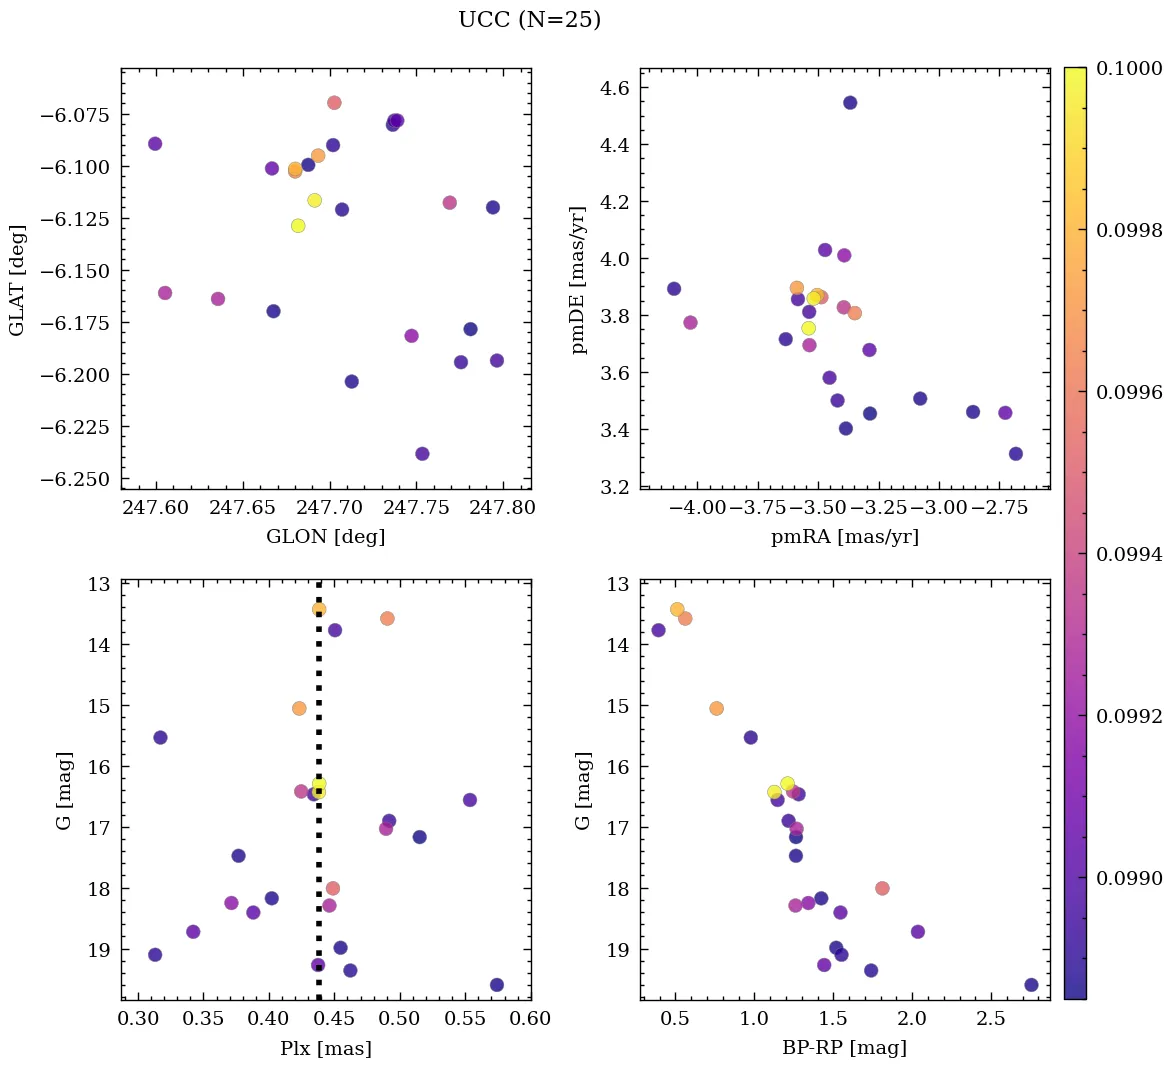 UCC (N=25)
−6.075
−6.100
−6.125
−6.150
−6.175
−6.200
−6.225
−6.250
GLAT [deg]
247.60 247.65 247.70 247.75 247.80
GLON [deg]
4.6
4.4
4.2
4.0
3.8
3.6
3.4
3.2
pmDE [mas/yr]
−4.00 −3.75 −3.50 −3.25 −3.00 −2.75
pmRA [mas/yr]
0.1000
0.0998
0.0996
0.0994
0.0992
0.0990
13
14
15
16
17
18
19
G [mag]
0.30 0.35 0.40 0.45 0.50 0.55 0.60
Plx [mas]
13
14
15
16
17
18
19
G [mag]
0.5 1.0 1.5 2.0 2.5
BP-RP [mag]